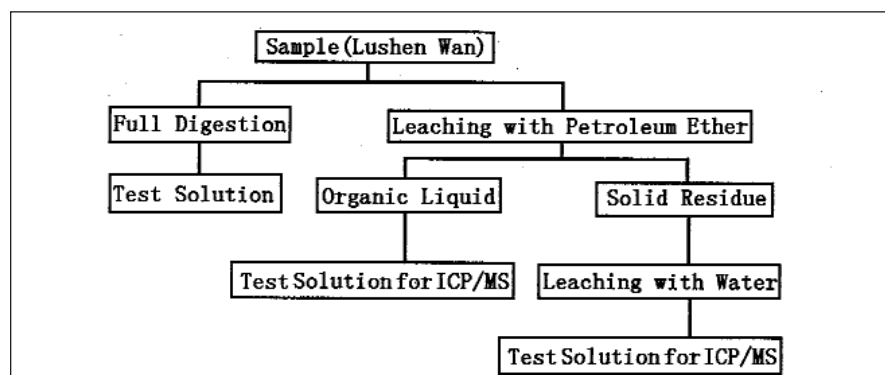 Sample(Lushen Wan)
Full Digestion
Leaching with Petroleum Ether
Test Solution
Organic Liquid
Solid Residue
Test Solution for ICP/MS
Leaching with Water
Test Solution for ICP/MS